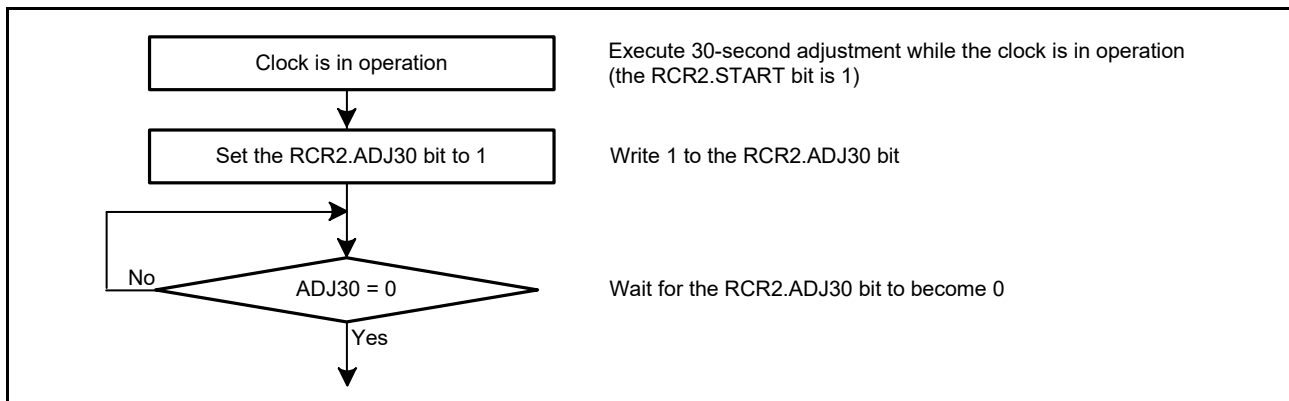 Clock is in operation
Execute 30-second adjustment while the clock is in operation
(the RCR2.START bit is 1)
Set the RCR2.ADJ30 bit to 1
Write 1 to the RCR2.ADJ30 bit
No
ADJ30 = 0
Wait for the RCR2.ADJ30 bit to become 0
Yes